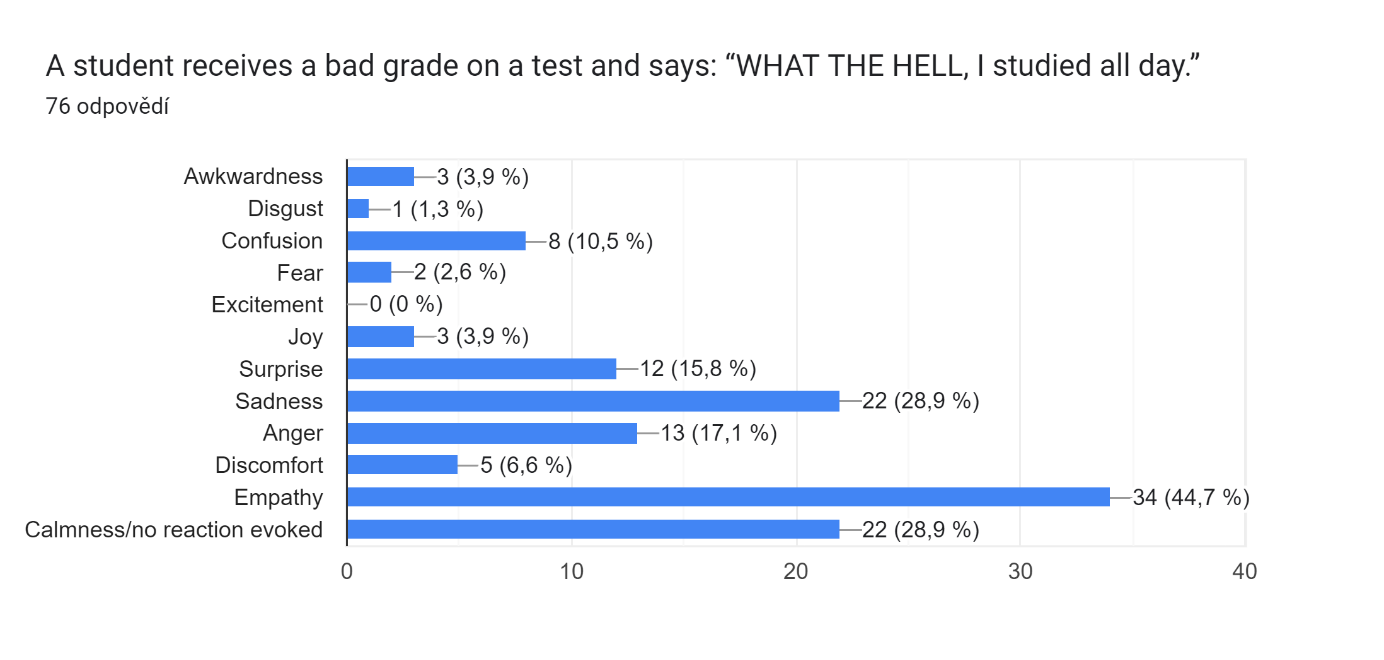 A student receives a bad grade on a test and says: “WHAT THE HELL, I studied all day.”
76 odpovědí
Awkwardness 3 (3,9 %)
Disgust 1 (1,3 %)
Confusion 8 (10,5 %)
Fear 2 (2,6 %)
Excitement 0 (0 %)
Joy 3 (3,9 %)
Surprise 12 (15,8 %)
Sadness 22 (28,9 %)
Anger 13 (17,1 %)
Discomfort 5 (6,6 %)
Empathy 34 (44,7 %)
Calmness/no reaction evoked 22 (28,9 %)
0 10 20 30 40